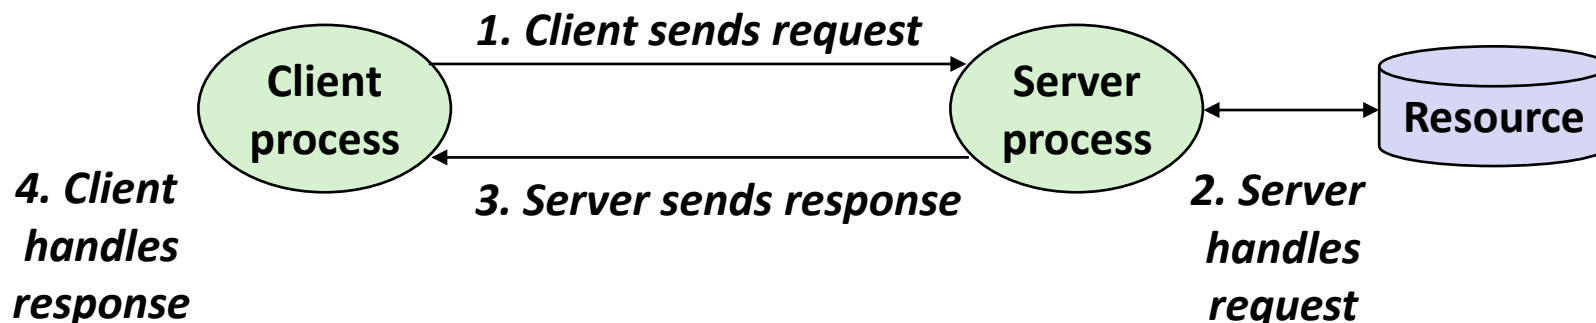 1. Client sends request
Client
process
Server
process
Resource
4. Client
handles
response
3. Server sends response
2. Server
handles
request